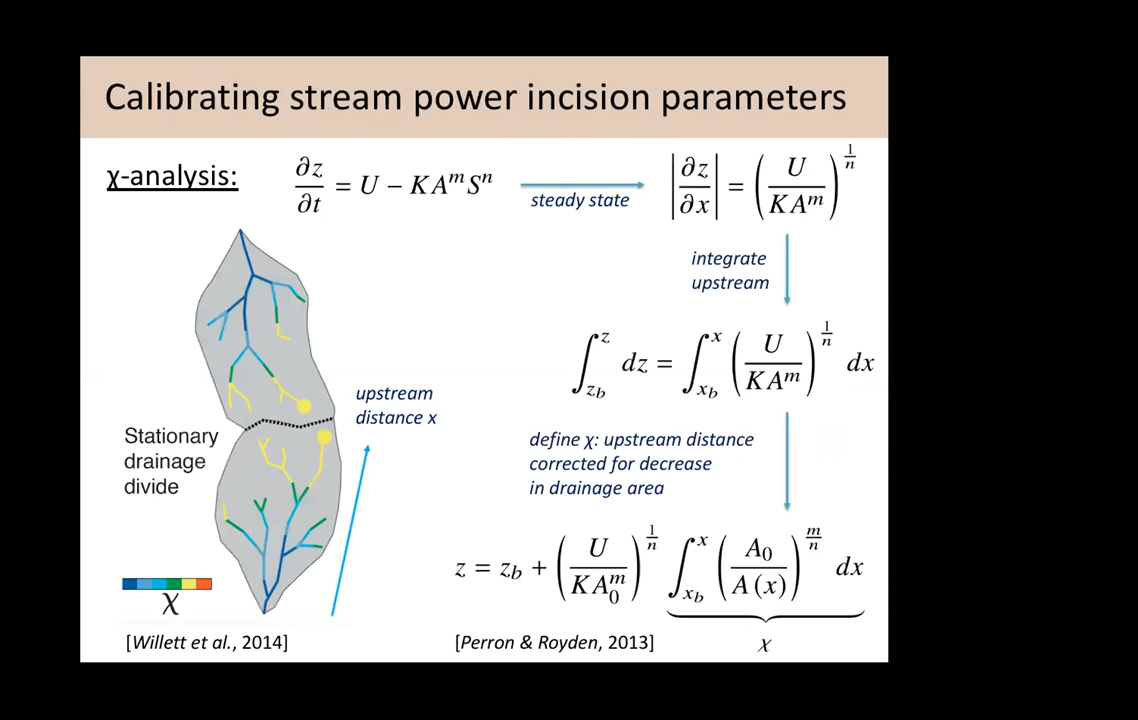 Calibrating stream power incision parameters
χ-analysis:
∂z/∂t = U − KA^m S^n
steady state
|∂z/∂x| = (U/KA^m)^(1/n)
integrate
upstream
∫_{z_b}^{z} dz = ∫_{x_b}^{x} (U/KA^m)^(1/n) dx
upstream
distance x
Stationary
drainage
divide
define χ: upstream distance
corrected for decrease
in drainage area
z = z_b + (U/KA_0^m)^(1/n) ∫_{x_b}^{x} (A_0/A(x))^(m/n) dx
χ
χ
[Willett et al., 2014]
[Perron & Royden, 2013]